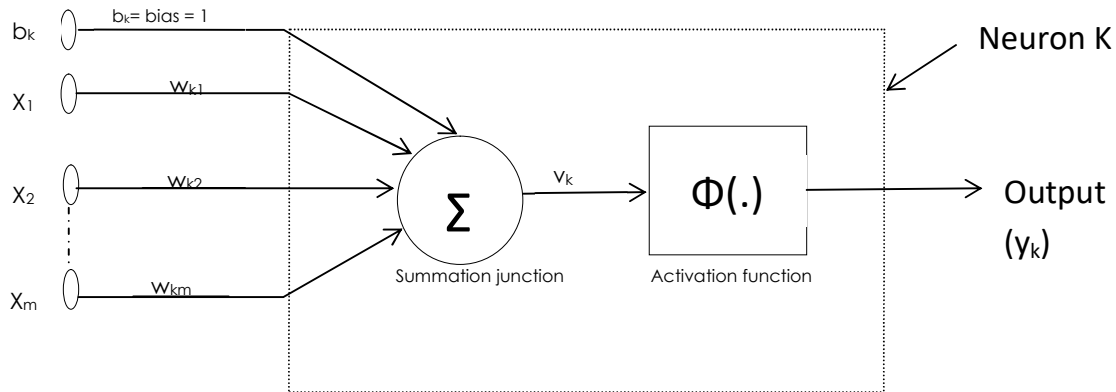 bₖ= bias = 1
bₖ
Neuron K
wₖ₁
X₁
wₖ₂
X₂
vₖ
Σ
Φ(.)
Output
(yₖ)
Summation junction
Activation function
wₖₘ
Xₘ